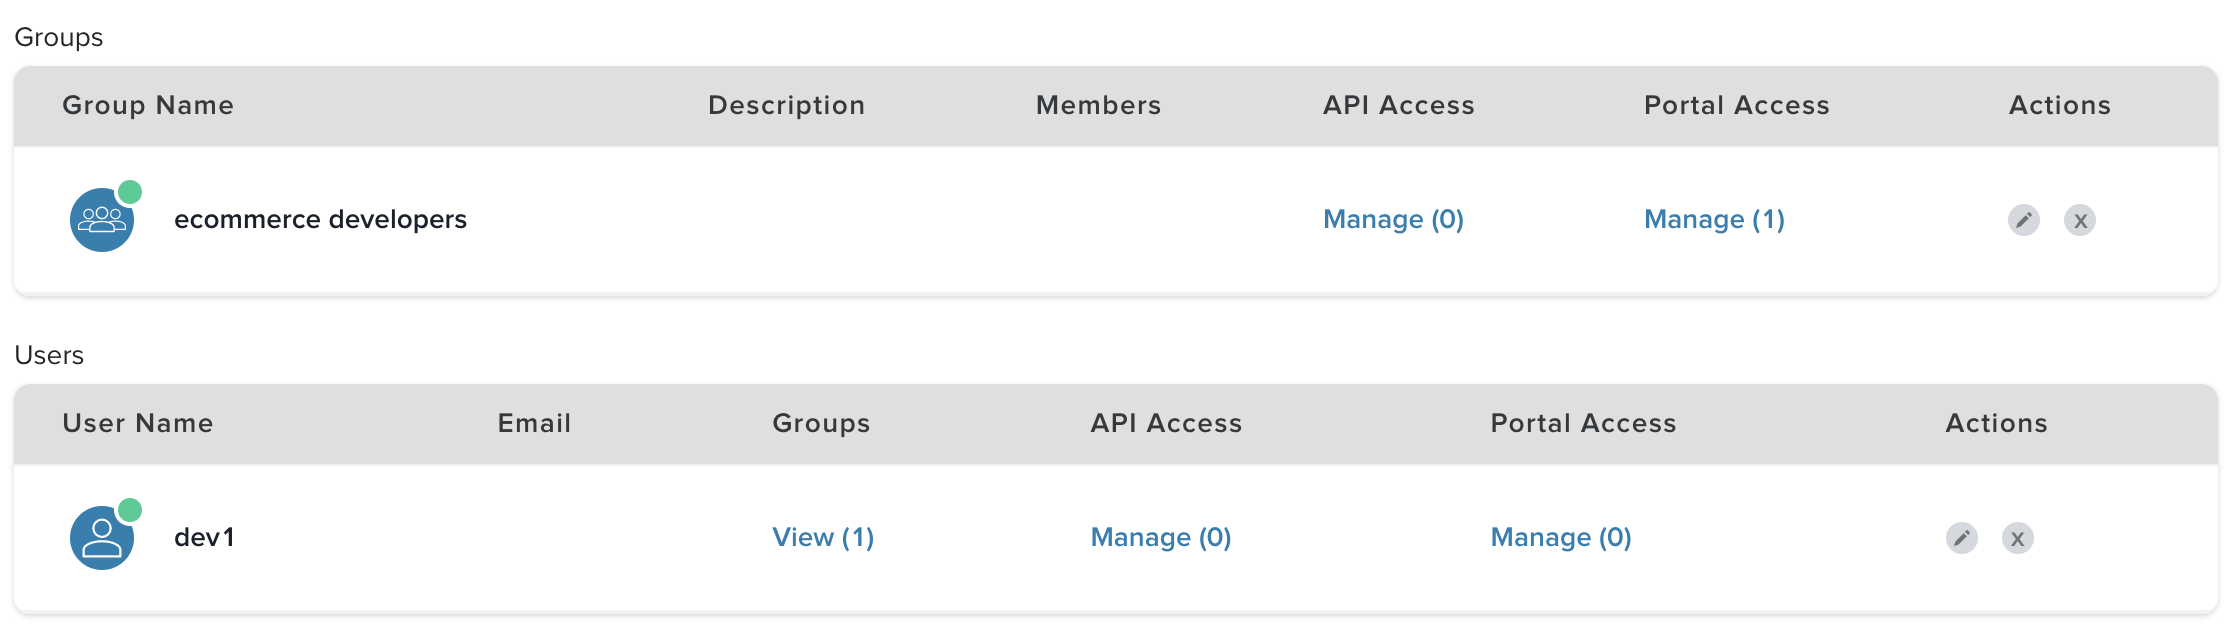 Groups
Group Name Description Members API Access Portal Access Actions
ecommerce developers Manage (0) Manage (1) x
Users
User Name Email Groups API Access Portal Access Actions
dev1 View (1) Manage (0) Manage (0) x